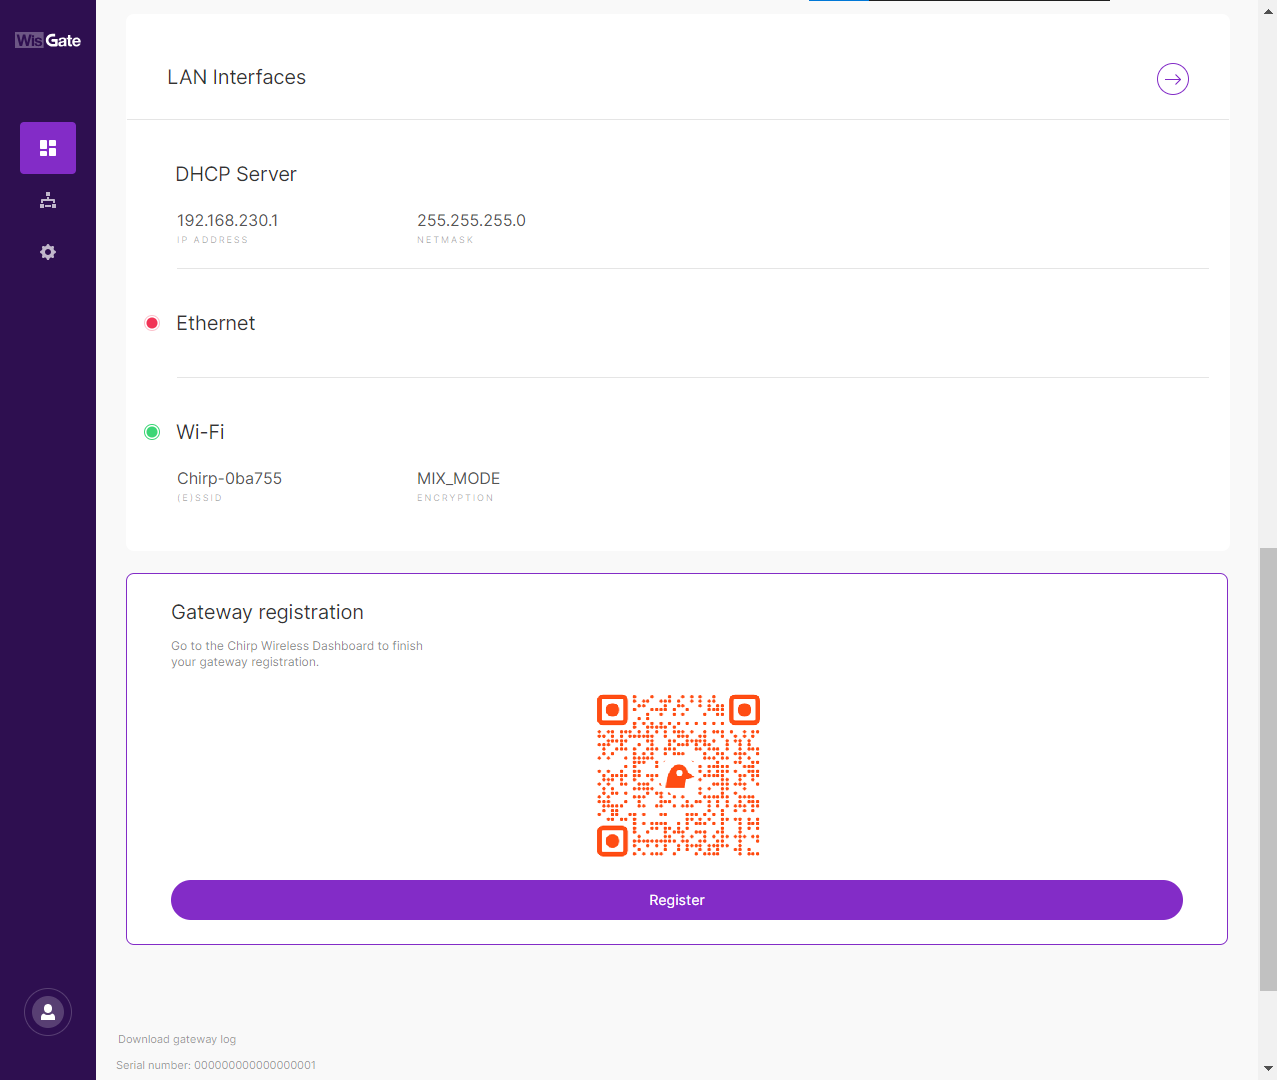 WisGate
LAN Interfaces
DHCP Server
192.168.230.1
255.255.255.0
IP ADDRESS
NETMASK
Ethernet
Wi-Fi
Chirp-0ba755
MIX_MODE
(E)SSID
ENCRYPTION
Gateway registration
Go to the Chirp Wireless Dashboard to finish
your gateway registration.
Register
Download gateway log
Serial number: 000000000000000001